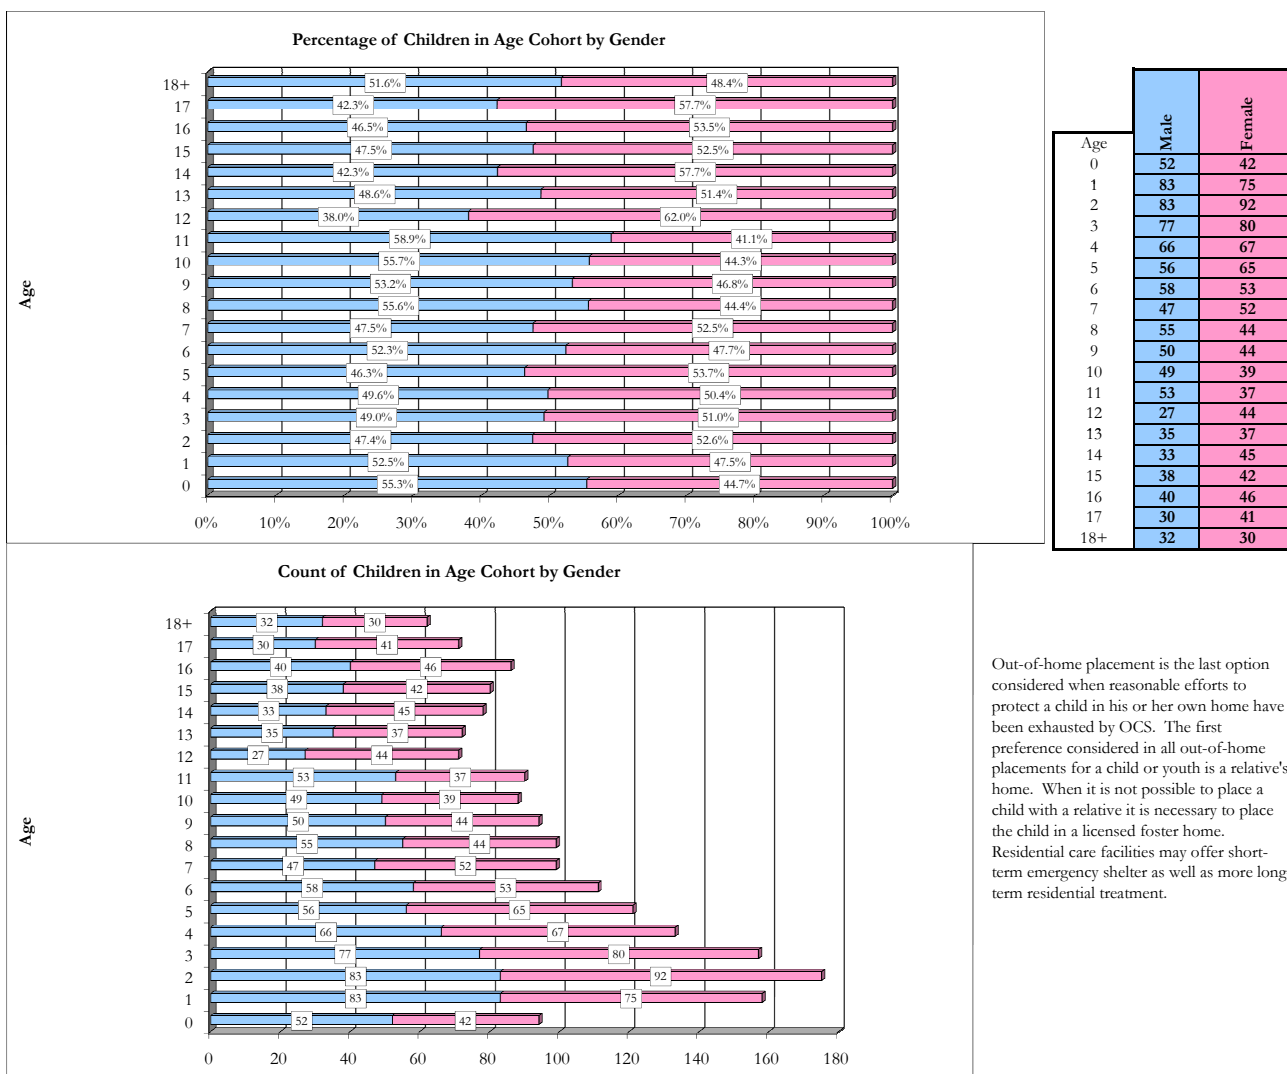 Percentage of Children in Age Cohort by Gender
Age
18+ 51.6% 48.4%
17 42.3% 57.7%
16 46.5% 53.5%
15 47.5% 52.5%
14 42.3% 57.7%
13 48.6% 51.4%
12 38.0% 62.0%
11 58.9% 41.1%
10 55.7% 44.3%
9 53.2% 46.8%
8 55.6% 44.4%
7 47.5% 52.5%
6 52.3% 47.7%
5 46.3% 53.7%
4 49.6% 50.4%
3 49.0% 51.0%
2 47.4% 52.6%
1 52.5% 47.5%
0 55.3% 44.7%
0% 10% 20% 30% 40% 50% 60% 70% 80% 90% 100%
Age Male Female
0 52 42
1 83 75
2 83 92
3 77 80
4 66 67
5 56 65
6 58 53
7 47 52
8 55 44
9 50 44
10 49 39
11 53 37
12 27 44
13 35 37
14 33 45
15 38 42
16 40 46
17 30 41
18+ 32 30
Count of Children in Age Cohort by Gender
Age
18+ 32 30
17 30 41
16 40 46
15 38 42
14 33 45
13 35 37
12 27 44
11 53 37
10 49 39
9 50 44
8 55 44
7 47 52
6 58 53
5 56 65
4 66 67
3 77 80
2 83 92
1 83 75
0 52 42
0 20 40 60 80 100 120 140 160 180
Out-of-home placement is the last option
considered when reasonable efforts to
protect a child in his or her own home have
been exhausted by OCS. The first
preference considered in all out-of-home
placements for a child or youth is a relative's
home. When it is not possible to place a
child with a relative it is necessary to place
the child in a licensed foster home.
Residential care facilities may offer short-
term emergency shelter as well as more long
term residential treatment.